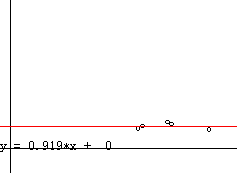 y = 0.919*x + 0